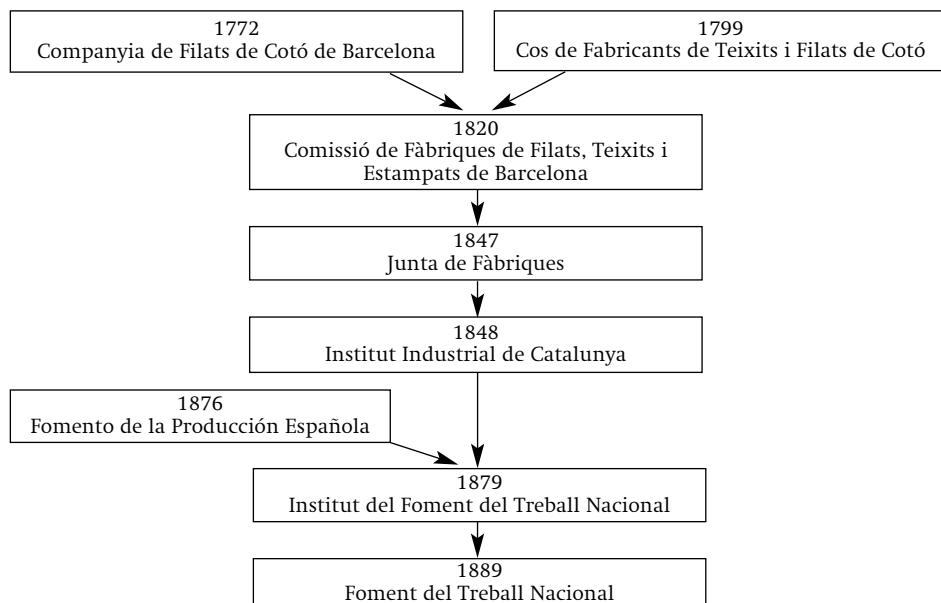 1772
Companyia de Filats de Cotó de Barcelona
1799
Cos de Fabricants de Teixits i Filats de Cotó
1820
Comissió de Fàbriques de Filats, Teixits i
Estampats de Barcelona
1847
Junta de Fàbriques
1848
Institut Industrial de Catalunya
1876
Fomento de la Producción Española
1879
Institut del Foment del Treball Nacional
1889
Foment del Treball Nacional